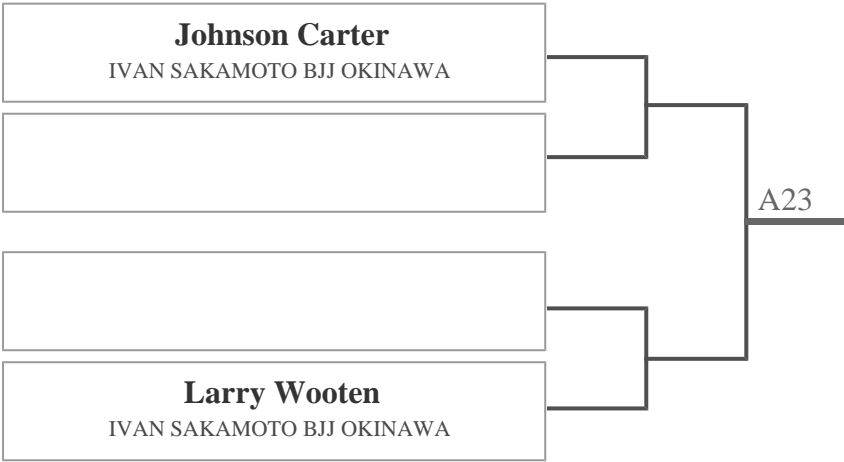 Johnson Carter
IVAN SAKAMOTO BJJ OKINAWA
A23
Larry Wooten
IVAN SAKAMOTO BJJ OKINAWA